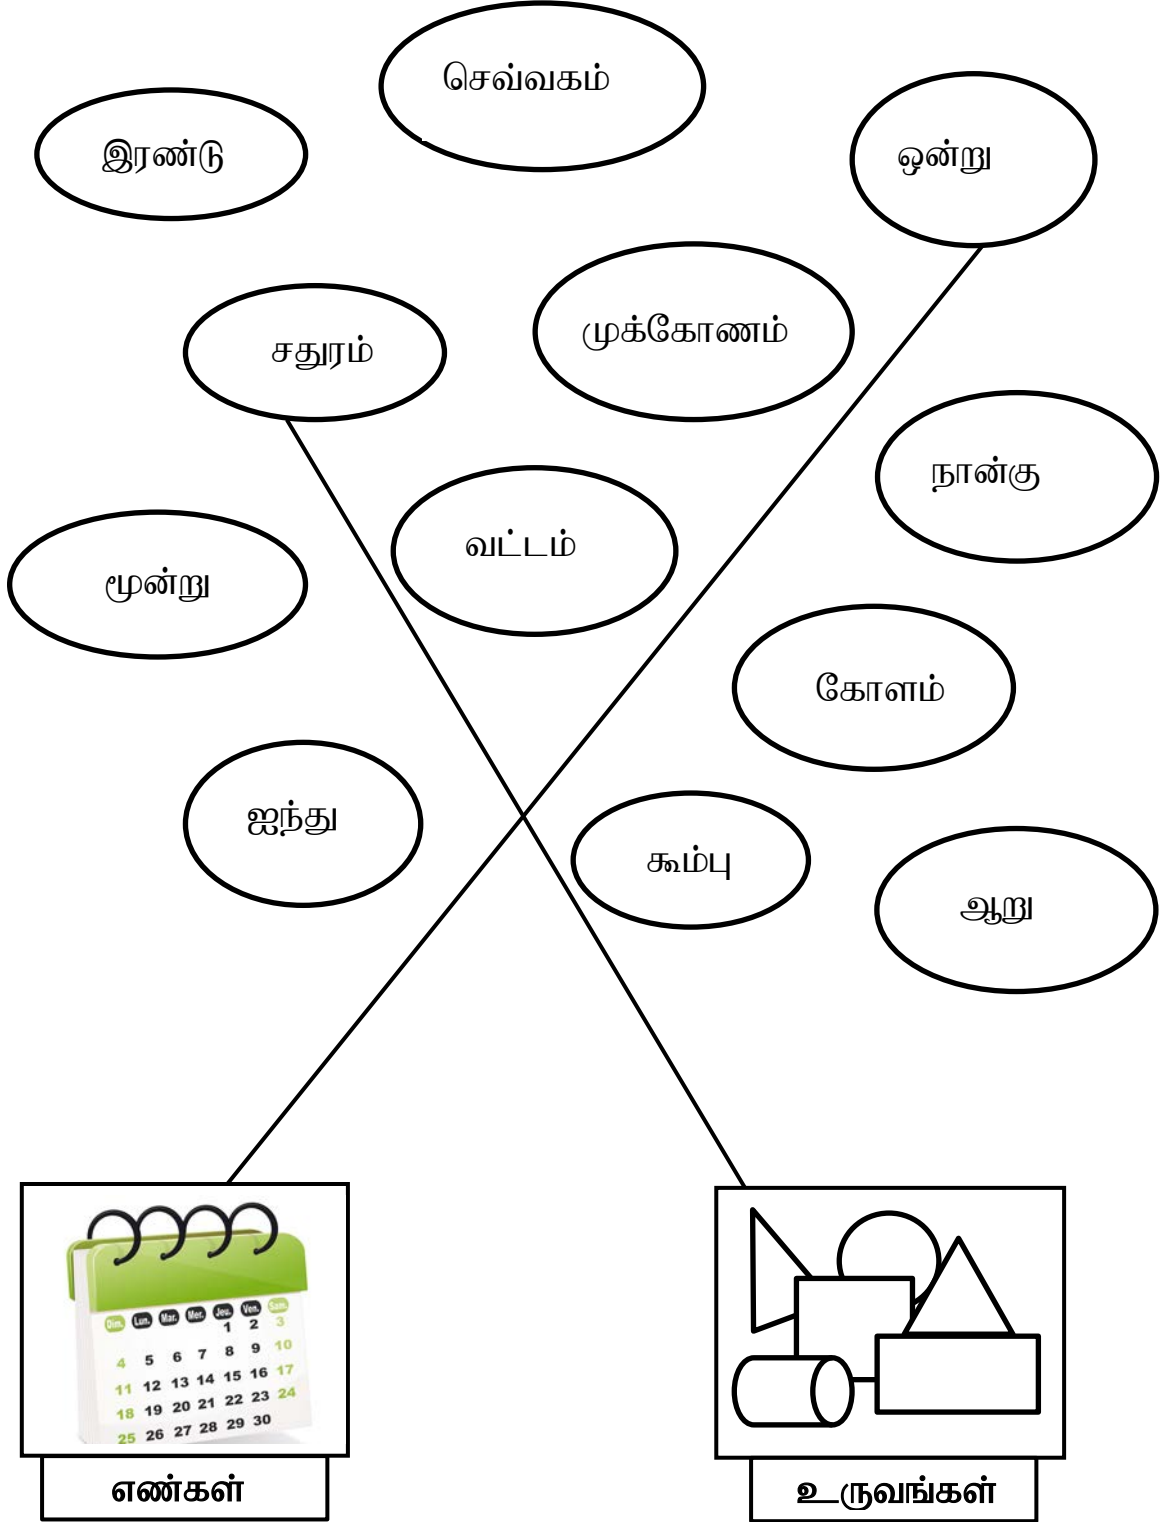 செவ்வகம்
இரண்டு
ஒன்று
முக்கோணம்
சதுரம்
நான்கு
வட்டம்
மூன்று
கோளம்
ஐந்து
கூம்பு
ஆறு
Dim. Lun. Mar. Mer. Jeu. Ven. Sam.
1 2 3
4 5 6 7 8 9 10
11 12 13 14 15 16 17
18 19 20 21 22 23 24
25 26 27 28 29 30
எண்கள்
உருவங்கள்